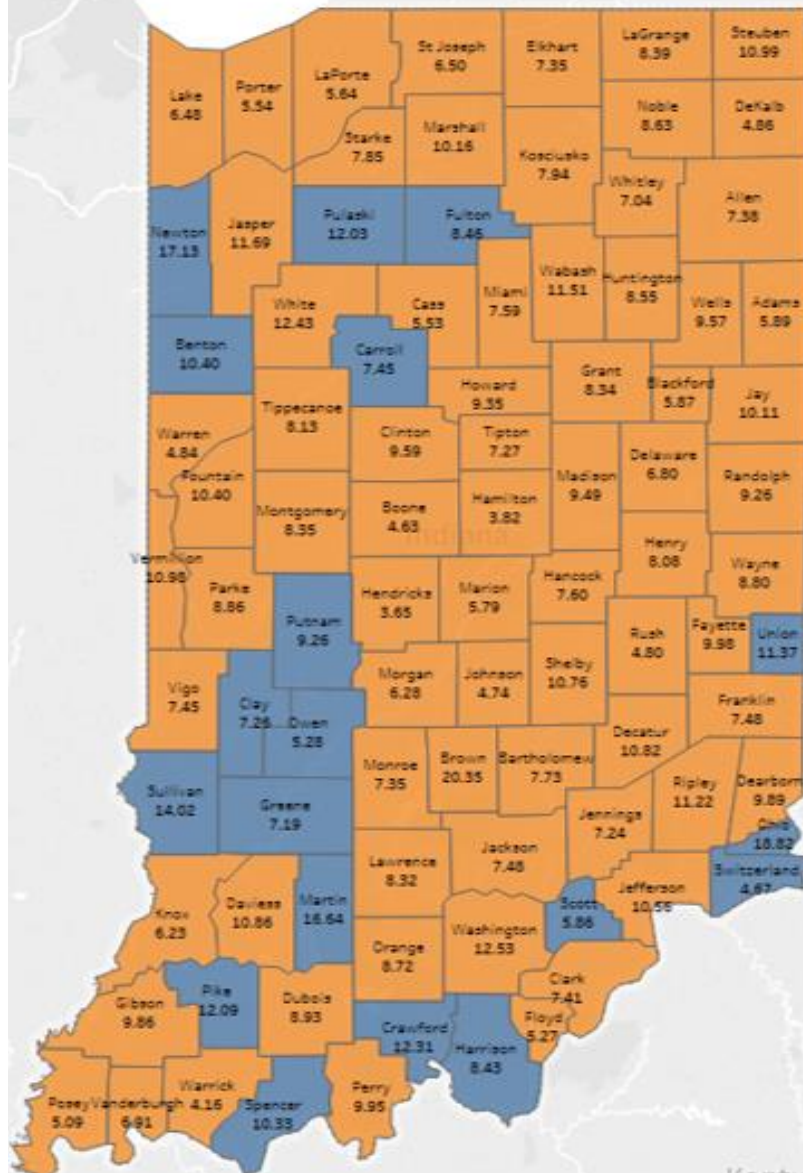 Lake
6.48
Porter
5.54
LaPorte
5.64
St Joseph
6.50
Elkhart
7.35
LaGrange
8.39
Steuben
10.99
Starke
7.85
Marshall
10.16
Noble
8.63
DeKalb
4.86
Kosciusko
7.94
Whitley
7.04
Allen
7.38
Newton
17.13
Jasper
11.69
Pulaski
12.03
Fulton
8.46
White
12.43
Cass
5.53
Miami
7.59
Wabash
11.51
Huntington
8.55
Wells
9.57
Adams
5.89
Benton
10.40
Carroll
7.45
Howard
9.35
Grant
8.34
Blackford
5.87
Jay
10.11
Tippecanoe
8.13
Clinton
9.59
Tipton
7.27
Warren
4.84
Fountain
10.40
Montgomery
8.35
Boone
4.63
Hamilton
3.82
Indiana
Madison
9.49
Delaware
6.80
Randolph
9.26
Vermillion
10.98
Parke
8.86
Hendricks
3.65
Marion
5.79
Hancock
7.60
Henry
8.08
Wayne
8.80
Putnam
9.26
Rush
4.80
Fayette
9.98
Union
11.37
Vigo
7.45
Clay
7.26
Owen
5.28
Morgan
6.28
Johnson
4.74
Shelby
10.76
Franklin
7.48
Decatur
10.82
Sullivan
14.02
Greene
7.19
Monroe
7.35
Brown
20.35
Bartholomew
7.73
Jennings
7.24
Ripley
11.22
Dearborn
9.89
Ohio
18.82
Switzerland
4.67
Knox
6.23
Daviess
10.86
Martin
16.64
Lawrence
8.32
Jackson
7.48
Scott
5.86
Jefferson
10.56
Orange
8.72
Washington
12.53
Clark
7.41
Floyd
5.27
Gibson
9.86
Pike
12.09
Dubois
8.93
Crawford
12.31
Harrison
8.43
Posey
5.09
Vanderburgh
6.91
Warrick
4.16
Spencer
10.33
Perry
9.95